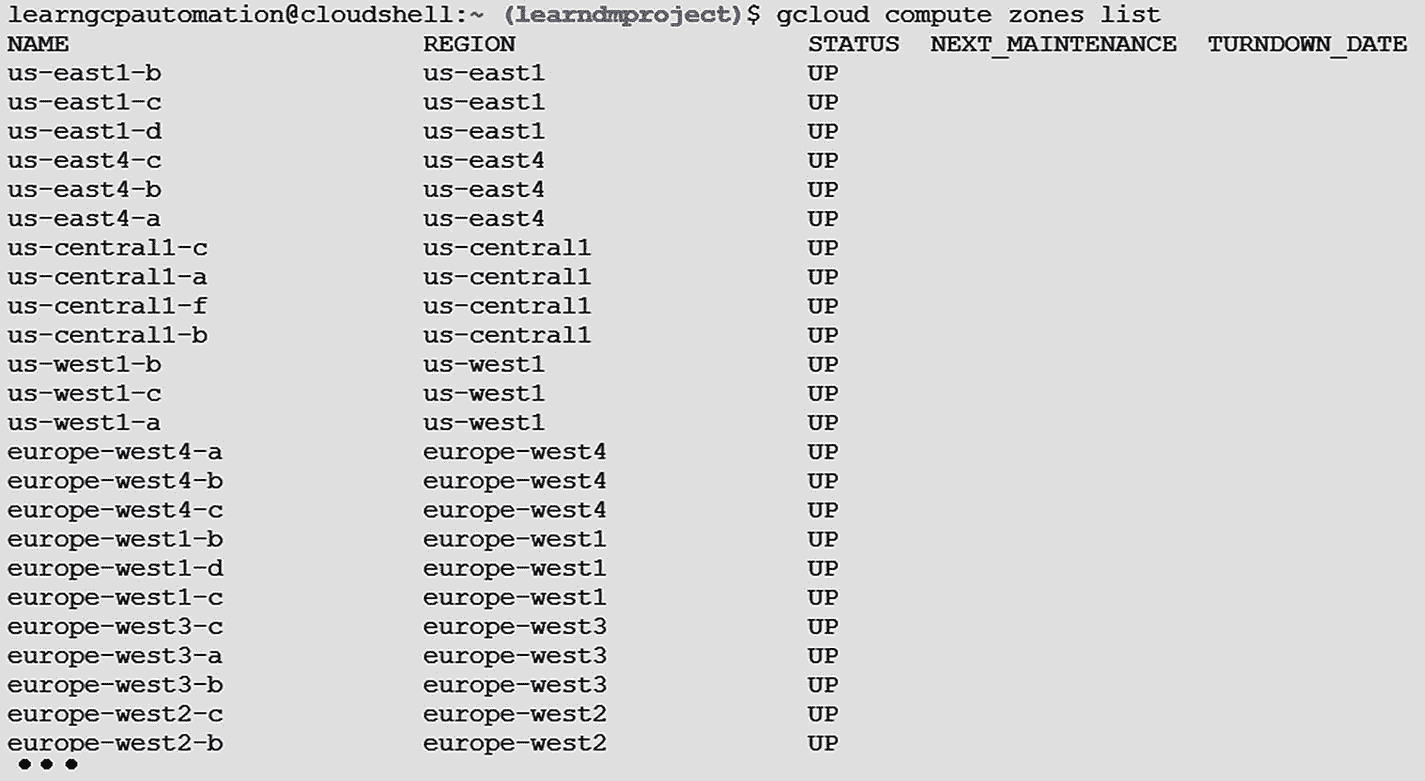 learngcpautomation@cloudshell:~ (learndmproject)$ gcloud compute zones list
NAME REGION STATUS NEXT_MAINTENANCE TURNDOWN_DATE
us-east1-b us-east1 UP
us-east1-c us-east1 UP
us-east1-d us-east1 UP
us-east4-c us-east4 UP
us-east4-b us-east4 UP
us-east4-a us-east4 UP
us-central1-c us-central1 UP
us-central1-a us-central1 UP
us-central1-f us-central1 UP
us-central1-b us-central1 UP
us-west1-b us-west1 UP
us-west1-c us-west1 UP
us-west1-a us-west1 UP
europe-west4-a europe-west4 UP
europe-west4-b europe-west4 UP
europe-west4-c europe-west4 UP
europe-west1-b europe-west1 UP
europe-west1-d europe-west1 UP
europe-west1-c europe-west1 UP
europe-west3-c europe-west3 UP
europe-west3-a europe-west3 UP
europe-west3-b europe-west3 UP
europe-west2-c europe-west2 UP
europe-west2-b europe-west2 UP
•••